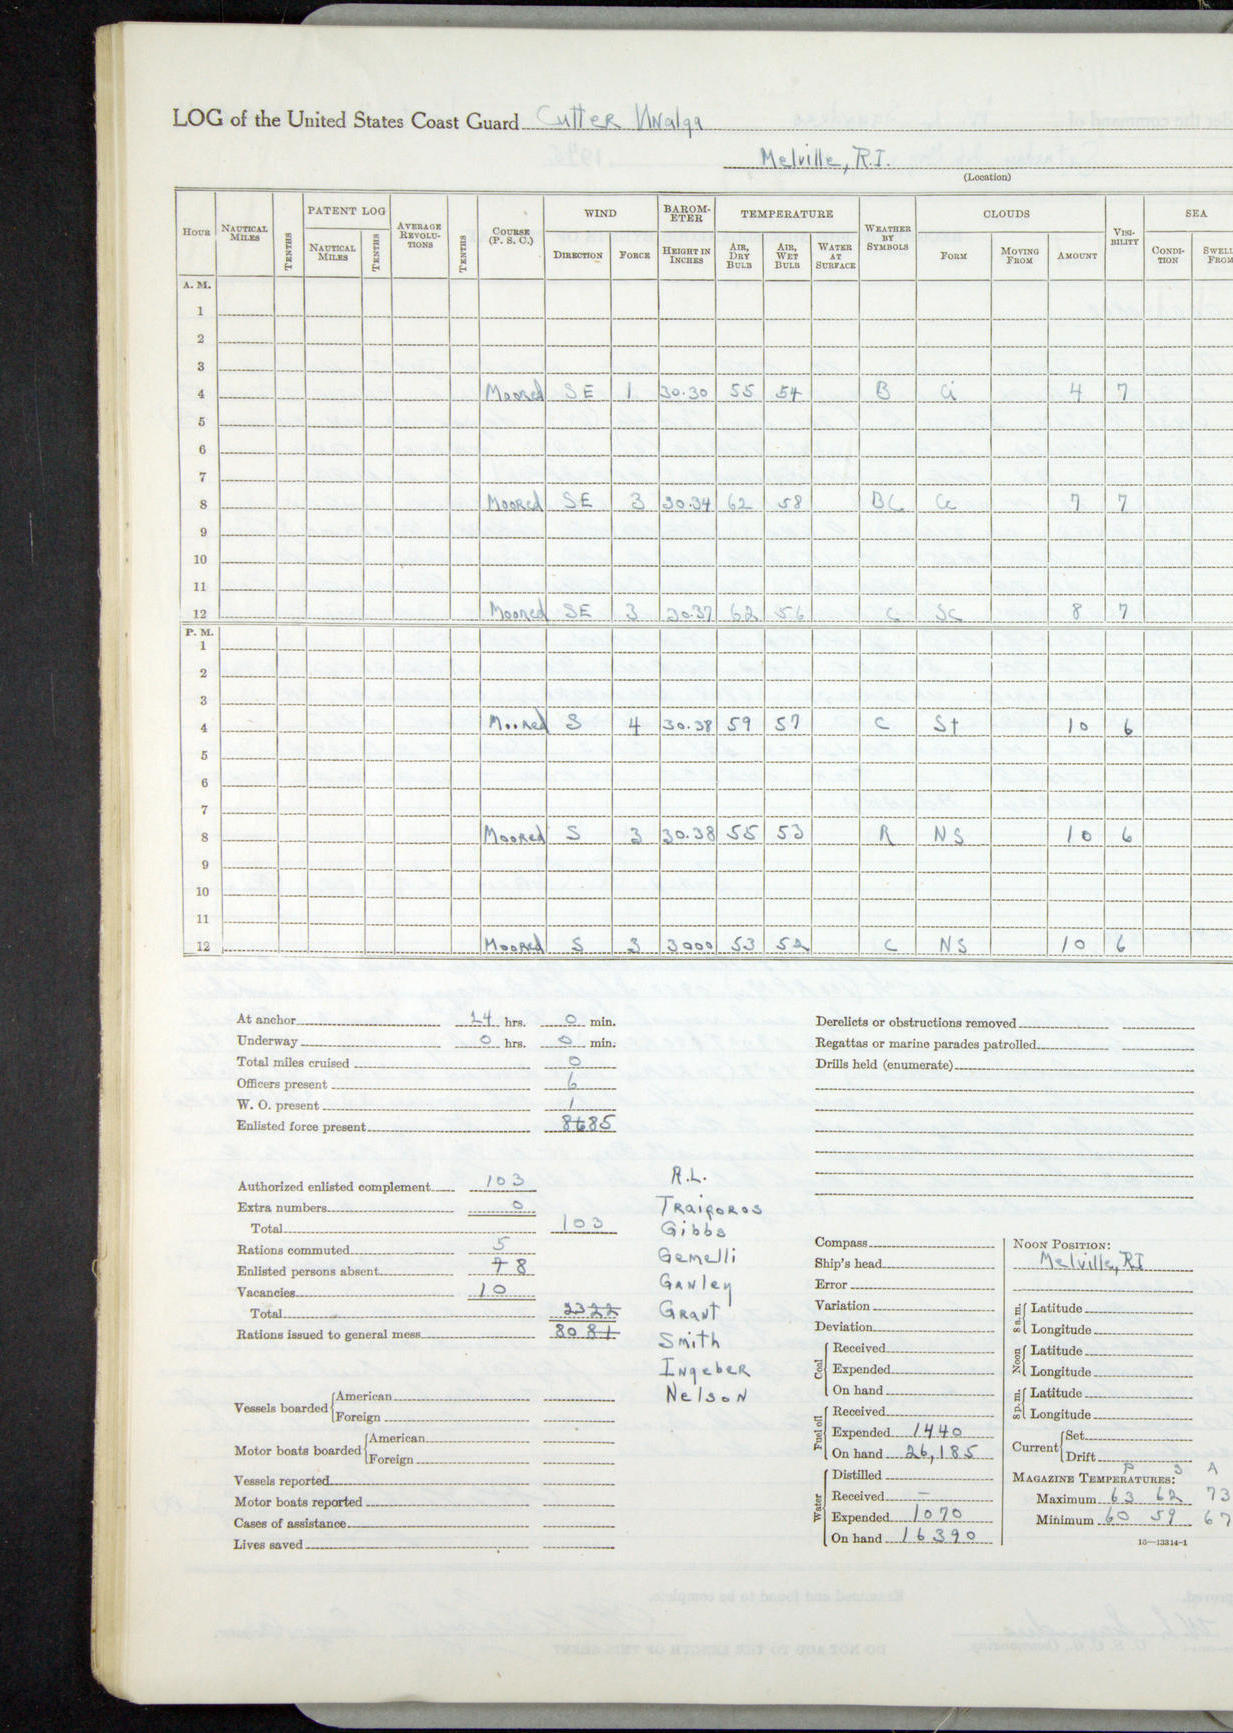 LOG of the United States Coast Guard Cutter Unalga
Melville, R.I.
(Location)
HOUR NAUTICAL MILES TENTHS PATENT LOG NAUTICAL MILES TENTHS AVERAGE REVOLUTIONS TENTHS COURSE (P. S. C.) WIND DIRECTION FORCE BAROMETER HEIGHT IN INCHES TEMPERATURE AIR, DRY BULB AIR, WET BULB WATER AT SURFACE WEATHER BY SYMBOLS CLOUDS FORM MOVING FROM AMOUNT VISIBILITY SEA CONDITION SWELL FROM
A. M.
1
2
3
4 Moored SE 1 30.30 55 54 B Ci 4 7
5
6
7
8 Moored SE 3 30.34 62 58 BC Cc 7 7
9
10
11
12 Moored SE 3 30.37 62 56 C SC 8 7
P. M.
1
2
3
4 Moored S 4 30.38 59 57 C St 10 6
5
6
7
8 Moored S 3 30.38 55 53 R NS 10 6
9
10
11
12 Moored S 3 3000 53 52 C NS 10 6
At anchor 24 hrs. 0 min.
Underway 0 hrs. 0 min.
Total miles cruised 0
Officers present 6
W. O. present 1
Enlisted force present 86 85
Authorized enlisted complement 103
Extra numbers 0
Total 103
Rations commuted 5
Enlisted persons absent 7 8
Vacancies 10
Total 23 22
Rations issued to general mess 80 81
R.L.
Traiforos
Gibbs
Gemelli
Ganley
Grant
Smith
Ingeber
Nelson
Vessels boarded American
Foreign
Motor boats boarded American
Foreign
Vessels reported
Motor boats reported
Cases of assistance
Lives saved
Derelicts or obstructions removed
Regattas or marine parades patrolled
Drills held (enumerate)
Compass
Ship's head
Error
Variation
Deviation
Coal Received
Expended
On hand
Fuel oil Received
Expended 1440
On hand 26,185
Water Distilled
Received —
Expended 1070
On hand 16390
NOON POSITION:
Melville, RI
8 a.m. Latitude
Longitude
Noon Latitude
Longitude
8 p.m. Latitude
Longitude
Current Set
Drift
P S A
MAGAZINE TEMPERATURES:
Maximum 63 62 73
Minimum 60 59 67
16—13314-1